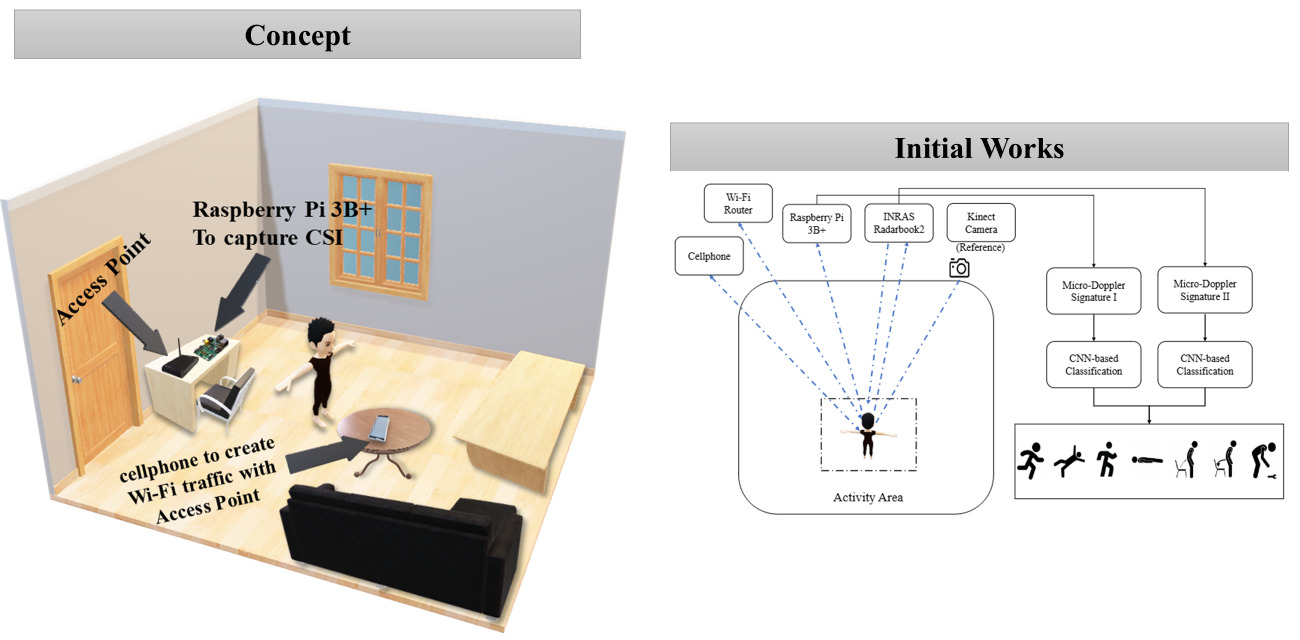 Concept
Raspberry Pi 3B+
To capture CSI
Access Point
cellphone to create
Wi-Fi traffic with
Access Point
Initial Works
Wi-Fi
Router
Raspberry Pi
3B+
INRAS
Radarbook2
Kinect
Camera
(Reference)
Cellphone
Micro-Doppler
Signature I
Micro-Doppler
Signature II
CNN-based
Classification
CNN-based
Classification
Activity Area